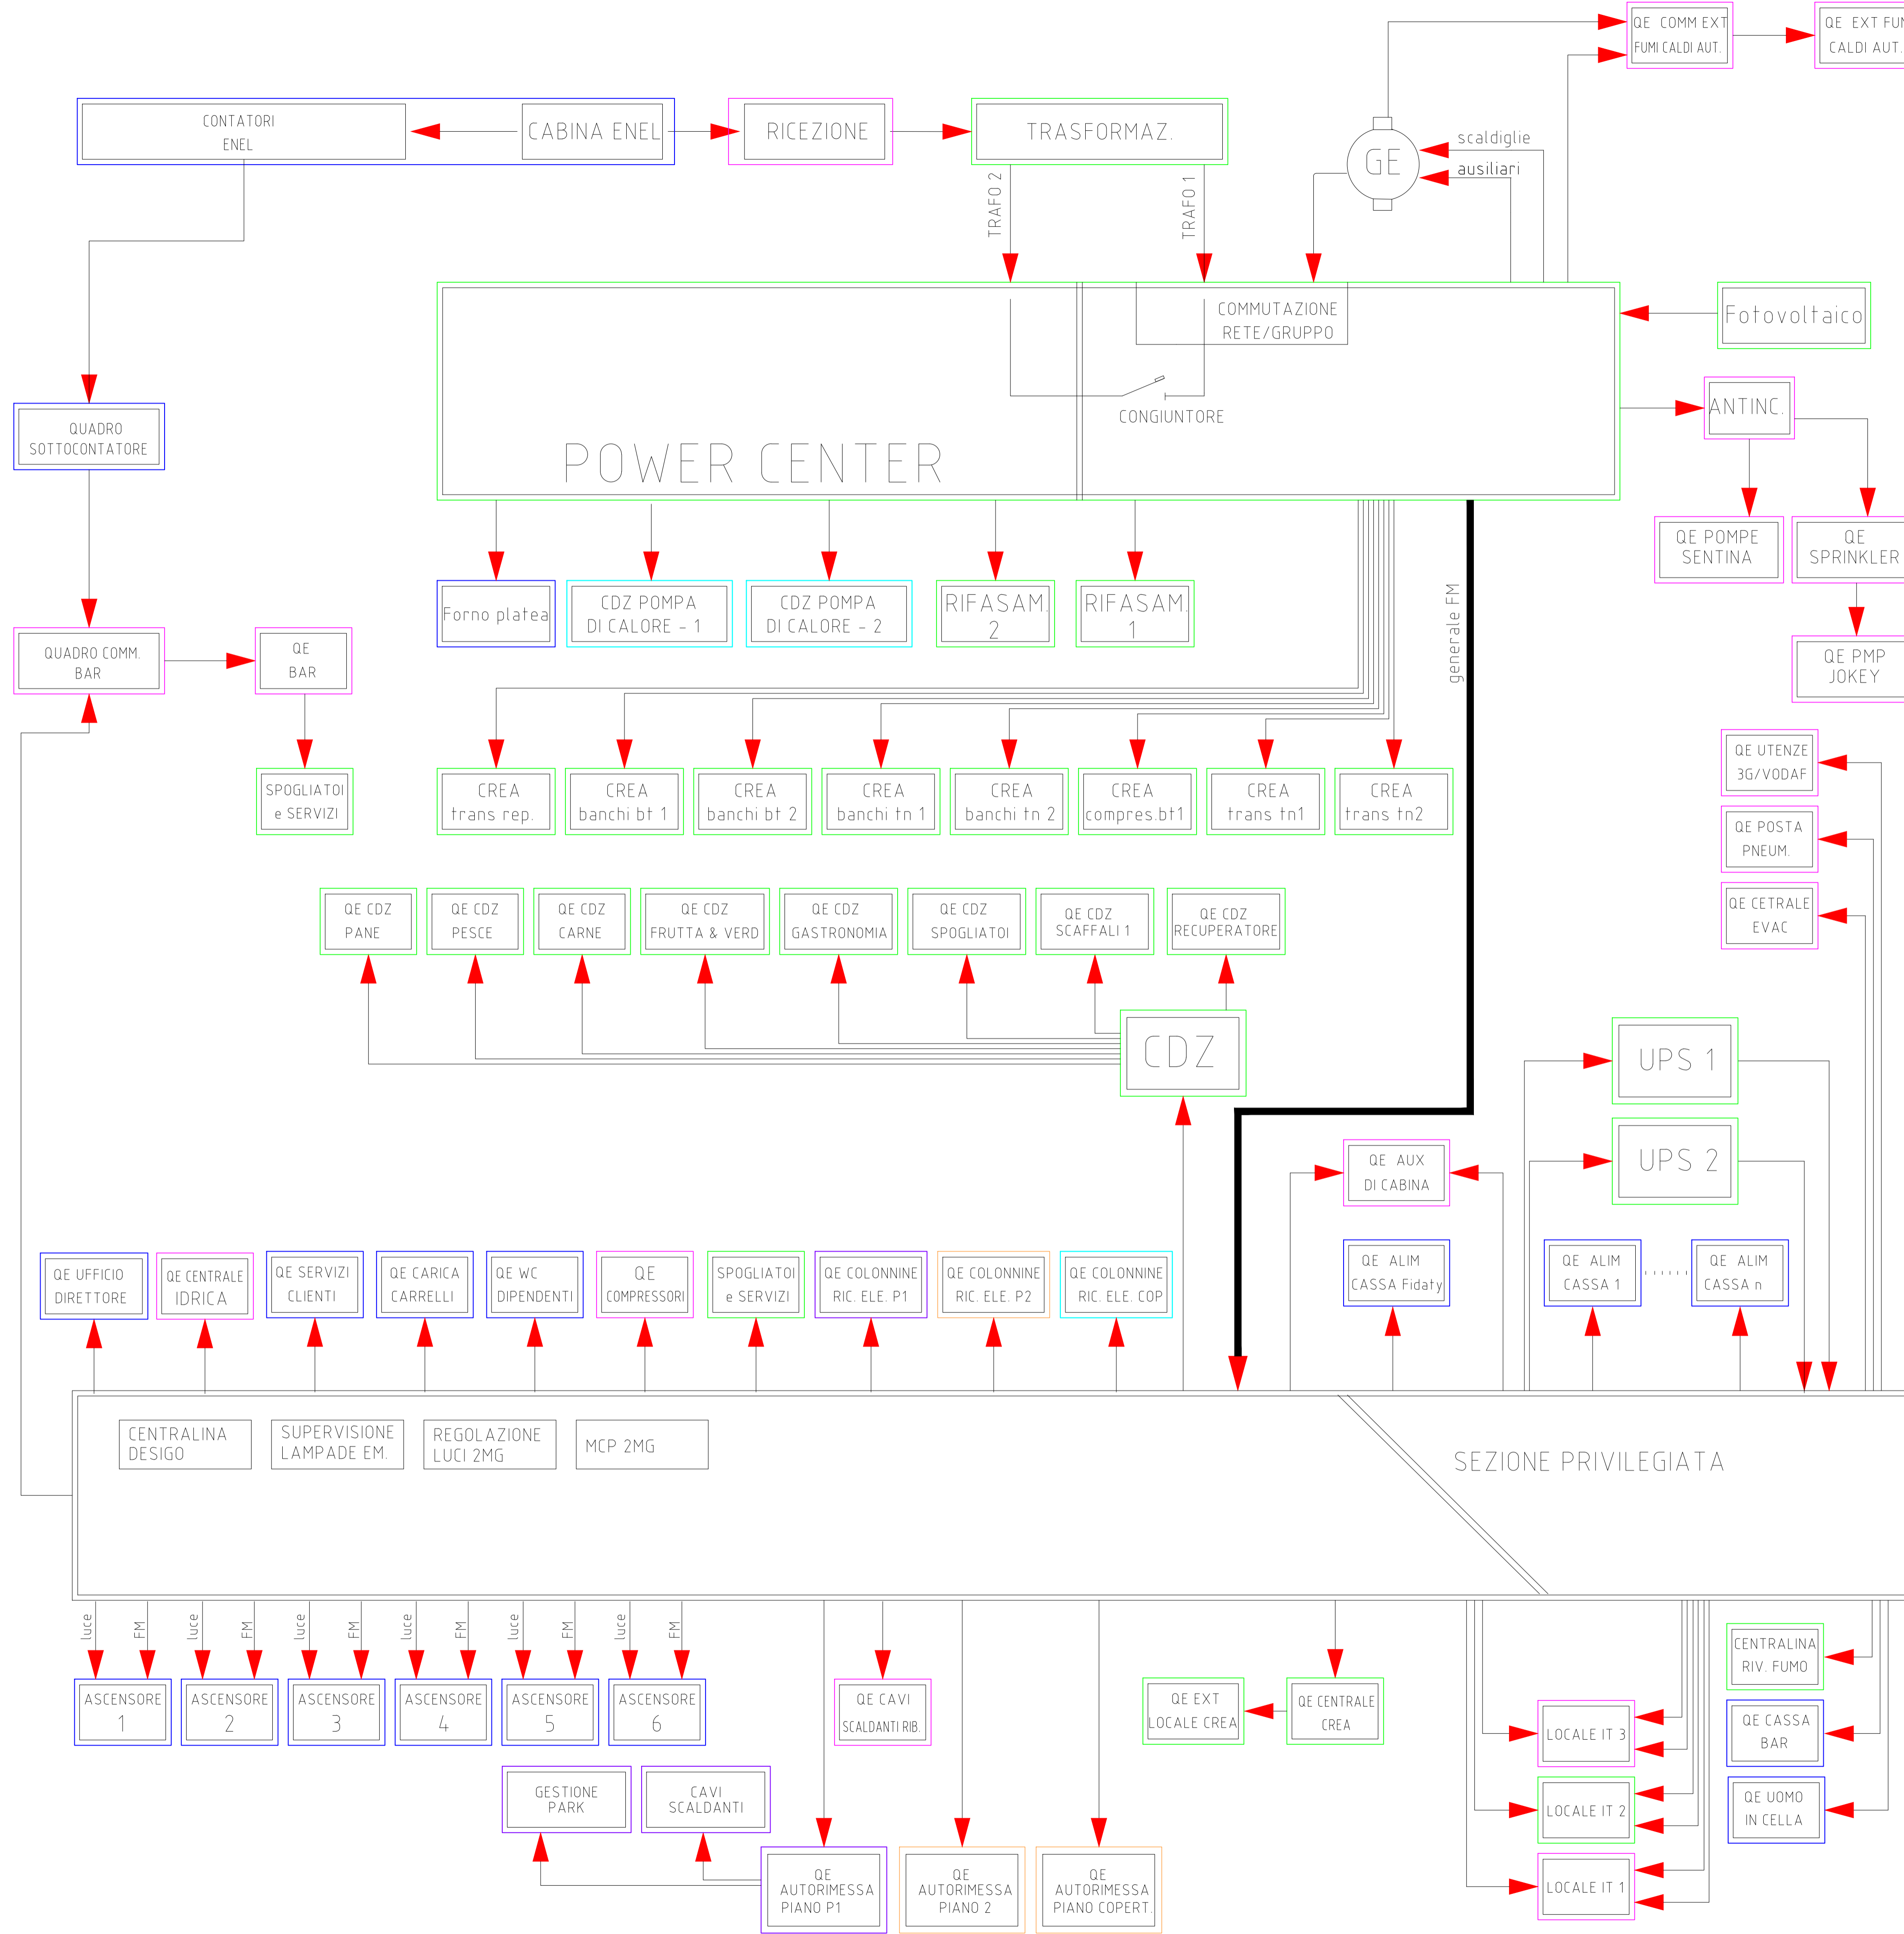 QE COMM EXT
FUMI CALDI AUT.
QE EXT FUM
CALDI AUT.
CONTATORI
ENEL
CABINA ENEL
RICEZIONE
TRASFORMAZ.
GE
scaldiglie
ausiliari
TRAFO 2
TRAFO 1
COMMUTAZIONE
RETE/GRUPPO
Fotovoltaico
CONGIUNTORE
POWER CENTER
ANTINC.
QUADRO
SOTTOCONTATORE
QE POMPE
SENTINA
QE
SPRINKLER
Forno platea
CDZ POMPA
DI CALORE - 1
CDZ POMPA
DI CALORE - 2
RIFASAM.
2
RIFASAM.
1
generale FM
QUADRO COMM.
BAR
QE
BAR
QE PMP
JOKEY
SPOGLIATOI
e SERVIZI
CREA
trans rep.
CREA
banchi bt 1
CREA
banchi bt 2
CREA
banchi tn 1
CREA
banchi tn 2
CREA
compres.bt1
CREA
trans tn1
CREA
trans tn2
QE UTENZE
3G/VODAF
QE POSTA
PNEUM.
QE CETRALE
EVAC
QE CDZ
PANE
QE CDZ
PESCE
QE CDZ
CARNE
QE CDZ
FRUTTA & VERD
QE CDZ
GASTRONOMIA
QE CDZ
SPOGLIATOI
QE CDZ
SCAFFALI 1
QE CDZ
RECUPERATORE
CDZ
UPS 1
UPS 2
QE AUX
DI CABINA
QE UFFICIO
DIRETTORE
QE CENTRALE
IDRICA
QE SERVIZI
CLIENTI
QE CARICA
CARRELLI
QE WC
DIPENDENTI
QE
COMPRESSORI
SPOGLIATOI
e SERVIZI
QE COLONNINE
RIC. ELE. P1
QE COLONNINE
RIC. ELE. P2
QE COLONNINE
RIC. ELE. COP
QE ALIM
CASSA Fidaty
QE ALIM
CASSA 1
QE ALIM
CASSA n
CENTRALINA
DESIGO
SUPERVISIONE
LAMPADE EM.
REGOLAZIONE
LUCI 2MG
MCP 2MG
SEZIONE PRIVILEGIATA
luce
FM
luce
FM
luce
FM
luce
FM
luce
FM
luce
FM
ASCENSORE
1
ASCENSORE
2
ASCENSORE
3
ASCENSORE
4
ASCENSORE
5
ASCENSORE
6
QE CAVI
SCALDANTI RIB.
QE EXT
LOCALE CREA
QE CENTRALE
CREA
LOCALE IT 3
LOCALE IT 2
LOCALE IT 1
CENTRALINA
RIV. FUMO
QE CASSA
BAR
QE UOMO
IN CELLA
GESTIONE
PARK
CAVI
SCALDANTI
QE
AUTORIMESSA
PIANO P1
QE
AUTORIMESSA
PIANO 2
QE
AUTORIMESSA
PIANO COPERT.